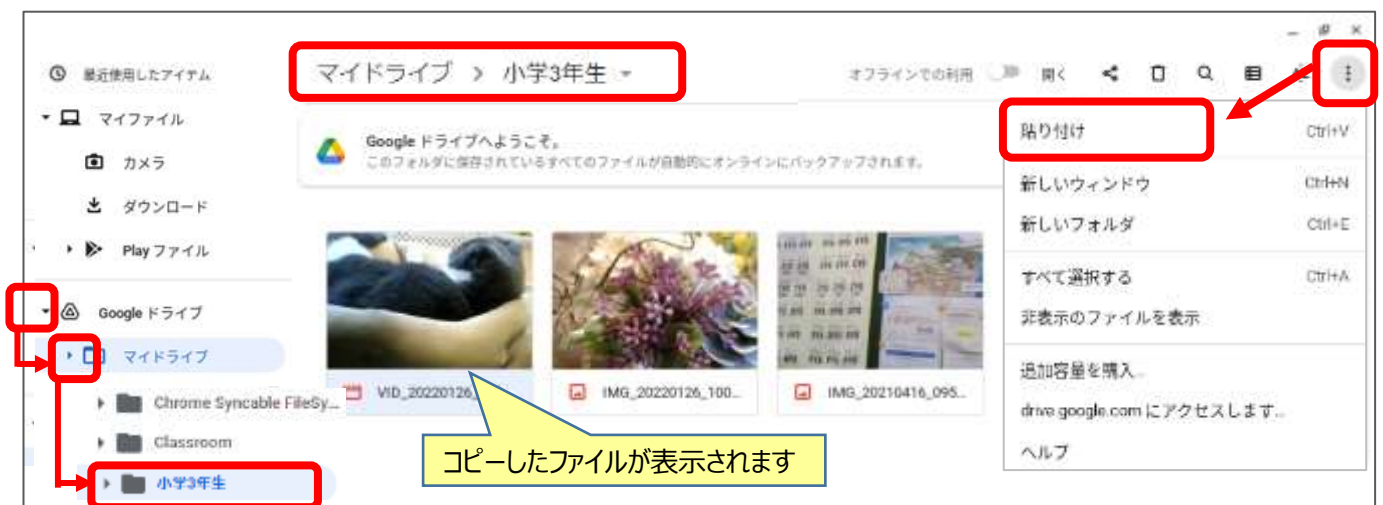 最近使用したアイテム
マイファイル
カメラ
ダウンロード
Play ファイル
Google ドライブ
マイドライブ
Chrome Syncable FileSy...
Classroom
小学3年生
マイドライブ > 小学3年生
オフラインでの利用
開く
Google ドライブへようこそ。
このフォルダに保存されているすべてのファイルが自動的にオンラインにバックアップされます。
VID_20220126_
IMG_20220126_100...
IMG_20210416_095...
コピーしたファイルが表示されます
貼り付け Ctrl+V
新しいウィンドウ Ctrl+N
新しいフォルダ Ctrl+E
すべて選択する Ctrl+A
非表示のファイルを表示
追加容量を購入...
drive.google.com にアクセスします...
ヘルプ